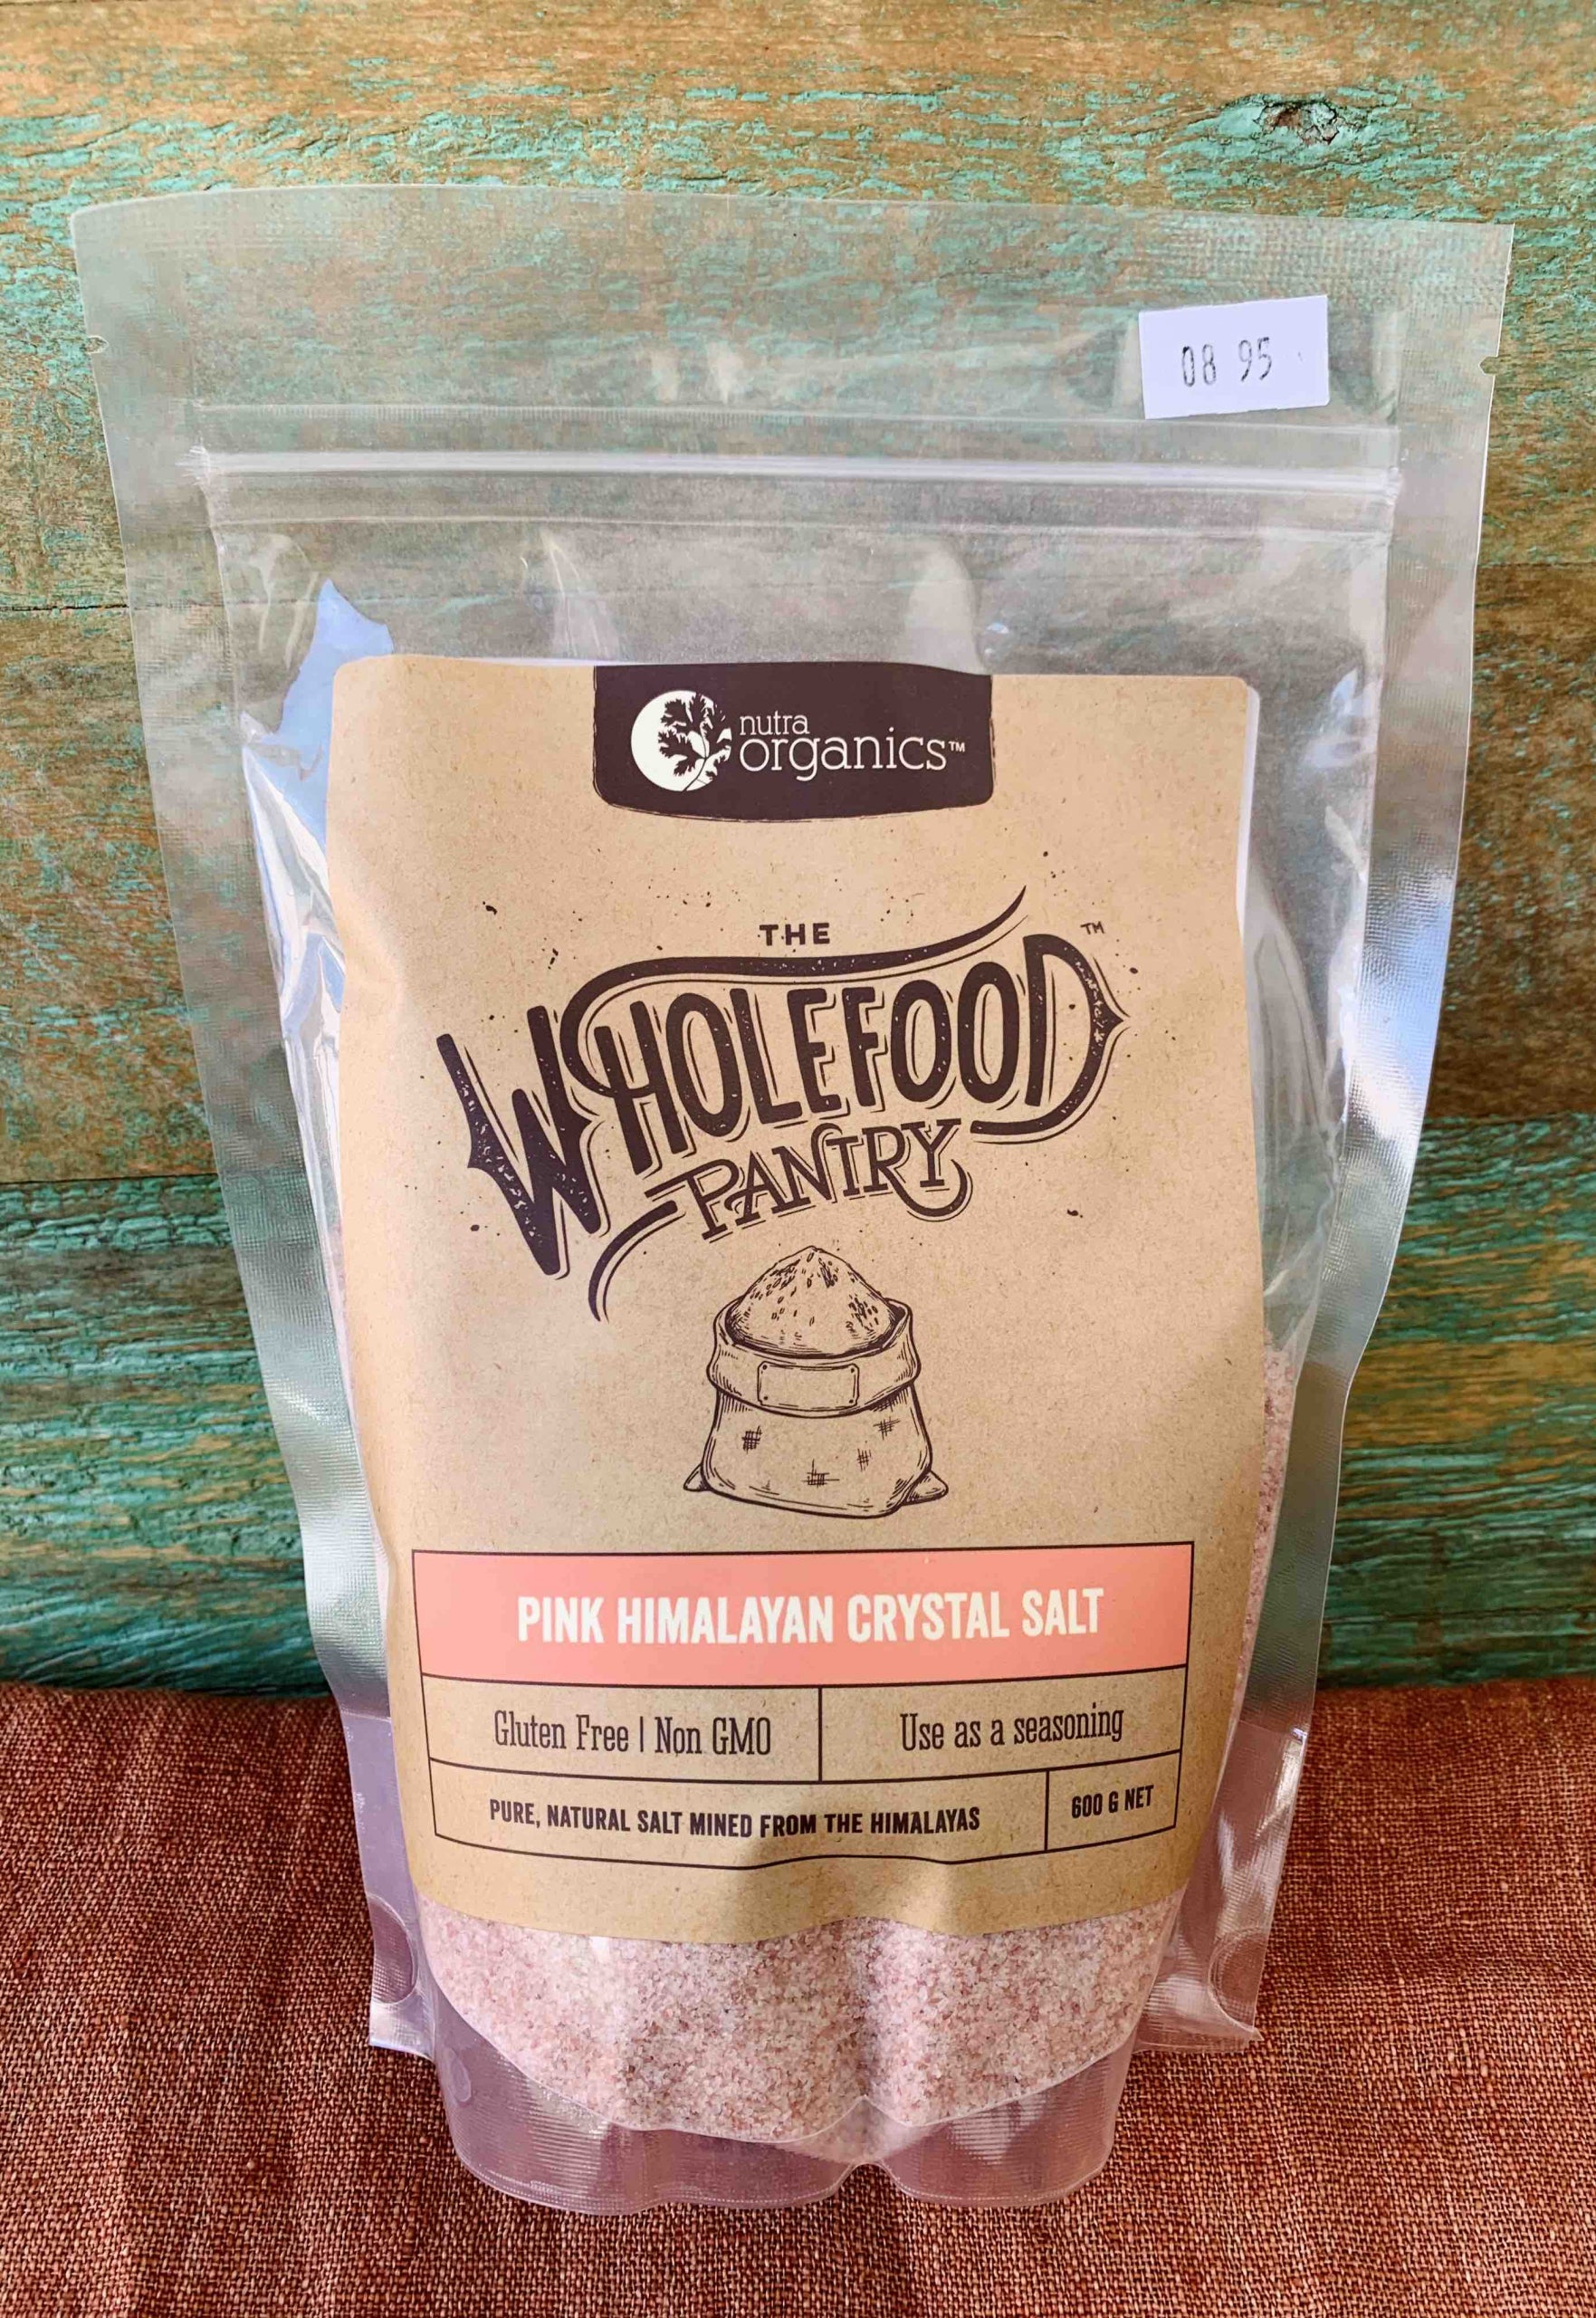 08 95
nutra
organics™
THE
WHOLEFOOD™
PANTRY
PINK HIMALAYAN CRYSTAL SALT
Gluten Free | Non GMO
Use as a seasoning
PURE, NATURAL SALT MINED FROM THE HIMALAYAS
600 G NET